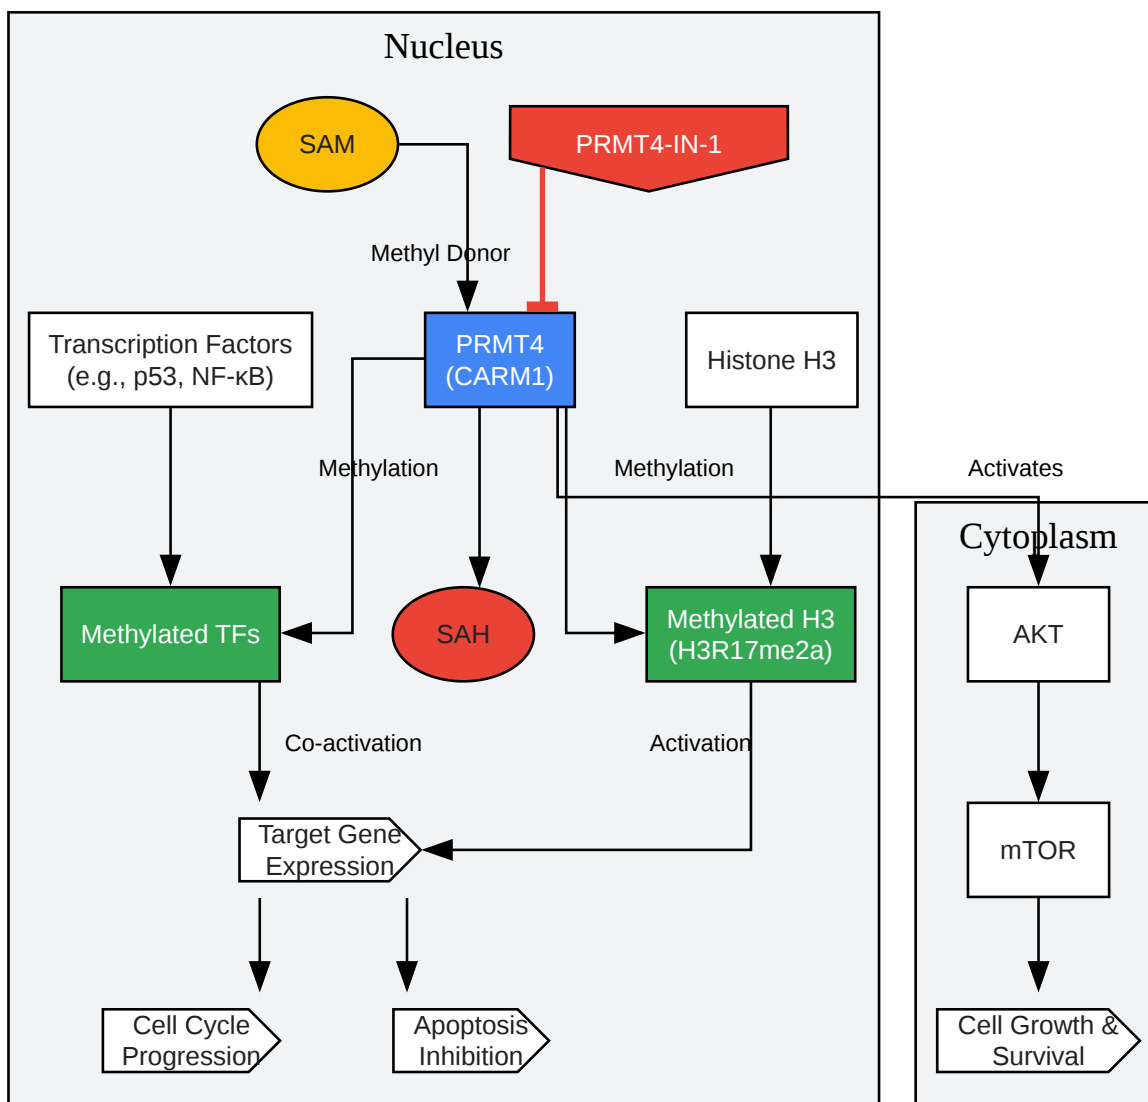 Nucleus
SAM
PRMT4-IN-1
Methyl Donor
Transcription Factors
(e.g., p53, NF-κB)
PRMT4
(CARM1)
Histone H3
Methylation
Methylation
Activates
Cytoplasm
Methylated TFs
SAH
Methylated H3
(H3R17me2a)
AKT
Co-activation
Activation
Target Gene
Expression
mTOR
Cell Cycle
Progression
Apoptosis
Inhibition
Cell Growth &
Survival